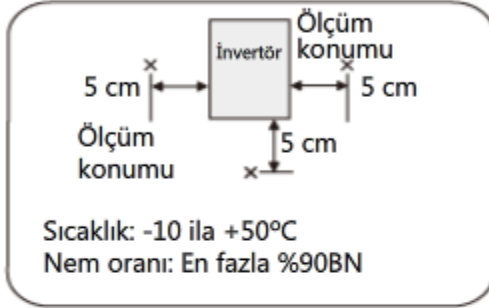 Ölçüm
konumu
İnvertör
5 cm
5 cm
Ölçüm
konumu
5 cm
Sıcaklık: -10 ila +50ºC
Nem oranı: En fazla %90BN